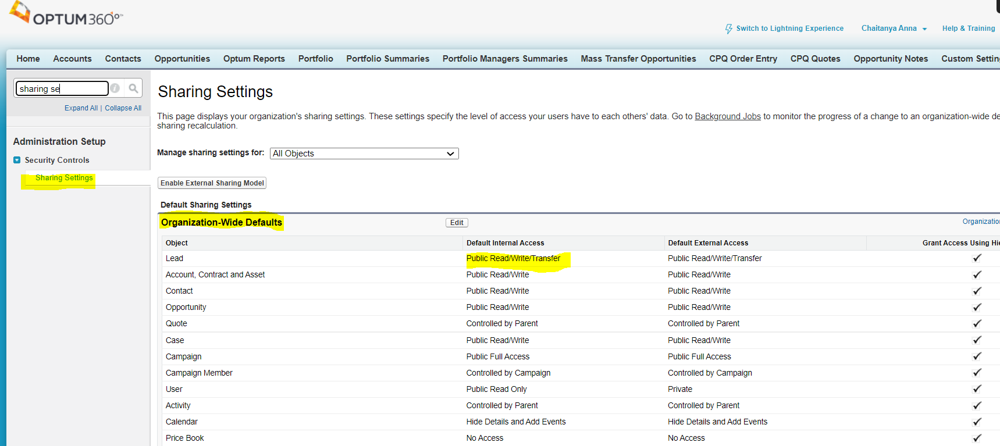 OPTUM360°™
Switch to Lightning Experience Chaitanya Anna Help & Training
Home Accounts Contacts Opportunities Optum Reports Portfolio Portfolio Summaries Portfolio Managers Summaries Mass Transfer Opportunities CPQ Order Entry CPQ Quotes Opportunity Notes Custom Settin
sharing se
Expand All | Collapse All
Administration Setup
Security Controls
Sharing Settings
Sharing Settings
This page displays your organization's sharing settings. These settings specify the level of access your users have to each others' data. Go to Background Jobs to monitor the progress of a change to an organization-wide de
sharing recalculation.
Manage sharing settings for: All Objects
Enable External Sharing Model
Default Sharing Settings
Organization-Wide Defaults Edit Organizatio
Object Default Internal Access Default External Access Grant Access Using Hie
Lead Public Read/Write/Transfer Public Read/Write/Transfer
Account, Contract and Asset Public Read/Write Public Read/Write
Contact Public Read/Write Public Read/Write
Opportunity Public Read/Write Public Read/Write
Quote Controlled by Parent Controlled by Parent
Case Public Read/Write Public Read/Write
Campaign Public Full Access Public Full Access
Campaign Member Controlled by Campaign Controlled by Campaign
User Public Read Only Private
Activity Controlled by Parent Controlled by Parent
Calendar Hide Details and Add Events Hide Details and Add Events
Price Book No Access No Access